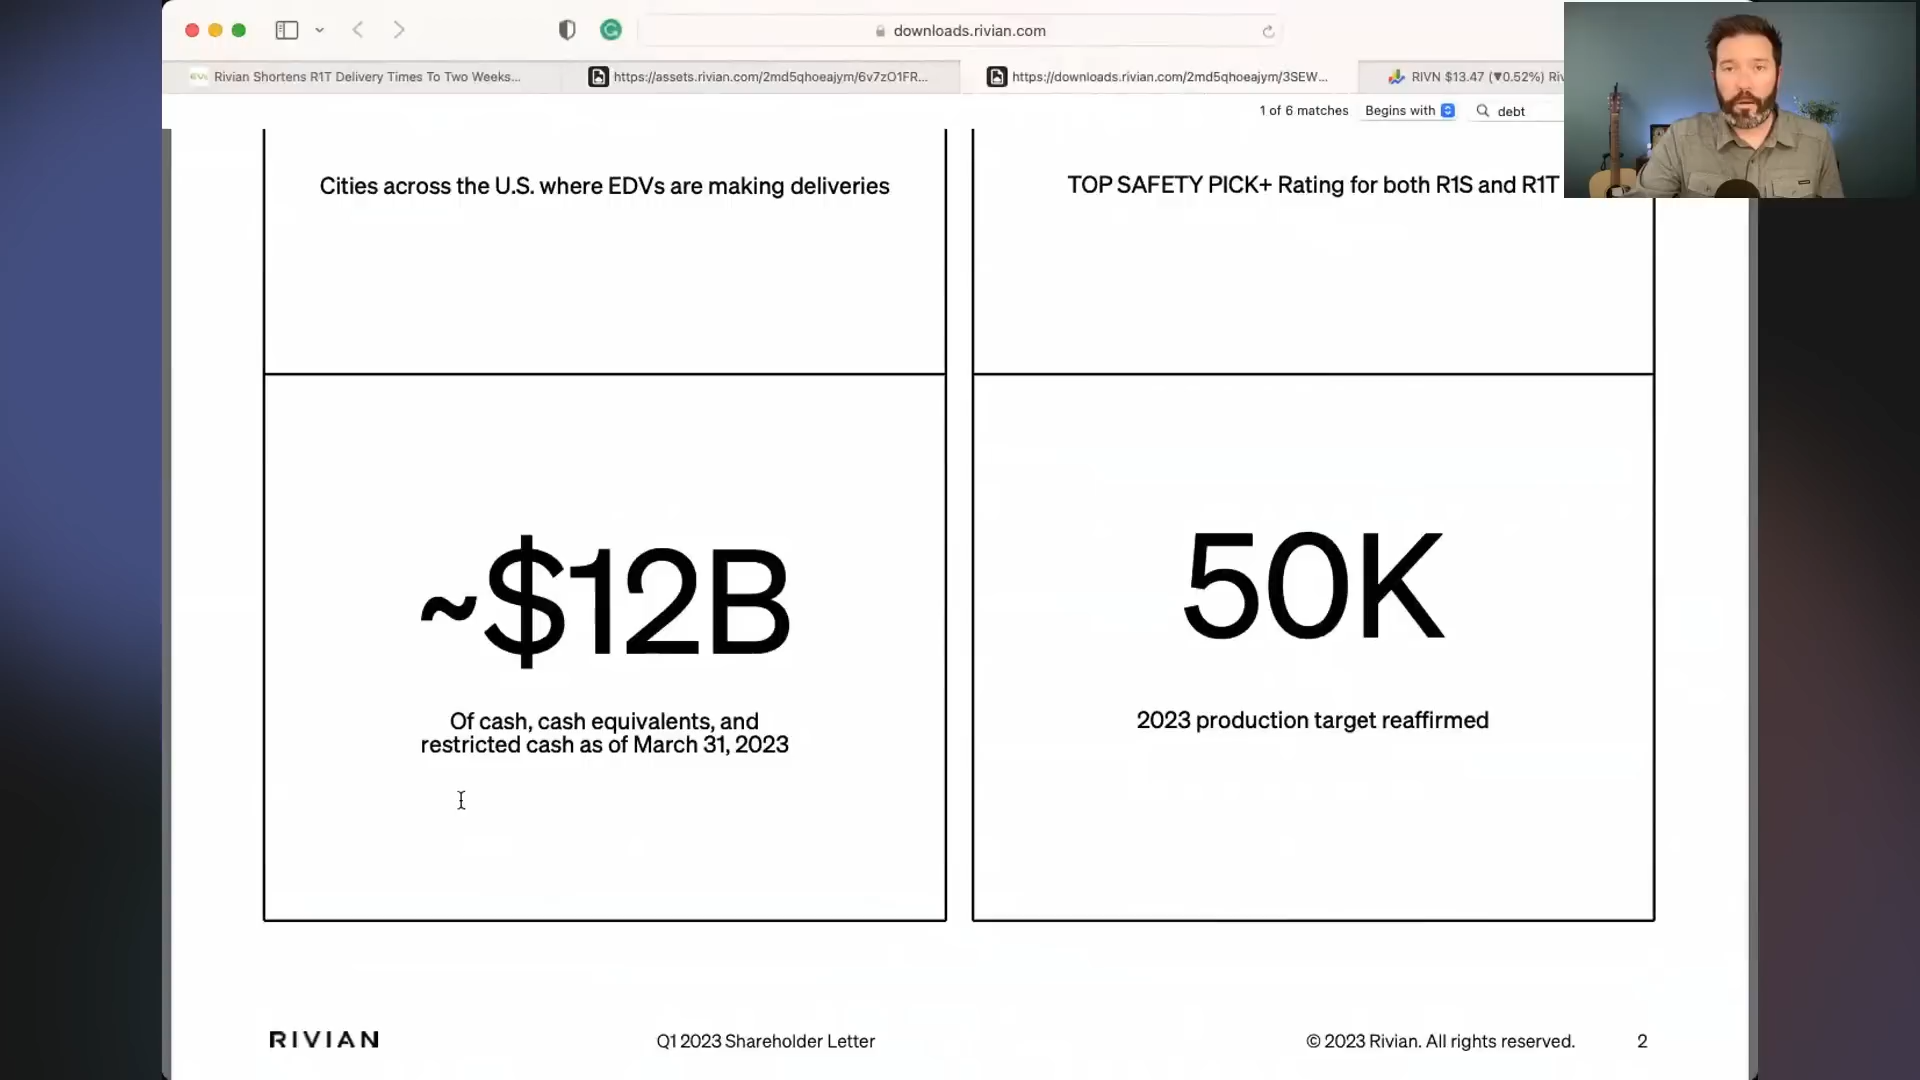 downloads.rivian.com
Rivian Shortens R1T Delivery Times To Two Weeks...
https://assets.rivian.com/2md5qhoeajym/6v7zO1FR...
https://downloads.rivian.com/2md5qhoeajym/3SEW...
RIVN $13.47 (▼0.52%) Riv
1 of 6 matches
Begins with
debt
Cities across the U.S. where EDVs are making deliveries
TOP SAFETY PICK+ Rating for both R1S and R1T
~$12B
Of cash, cash equivalents, and
restricted cash as of March 31, 2023
50K
2023 production target reaffirmed
RIVIAN
Q1 2023 Shareholder Letter
© 2023 Rivian. All rights reserved.
2